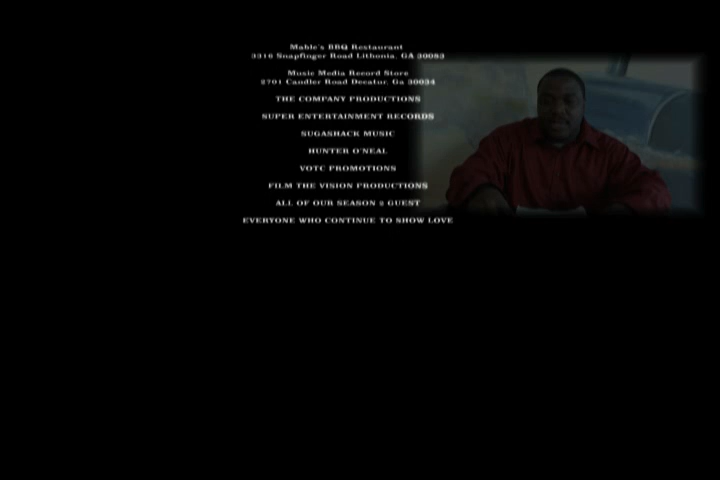 Mable's BBQ Restaurant
3316 Snapfinger Road Lithonia, GA 30083
Music Media Record Store
2701 Candler Road Decator, Ga 30034
THE COMPANY PRODUCTIONS
SUPER ENTERTAINMENT RECORDS
SUGASHACK MUSIC
HUNTER O'NEAL
VOTC PROMOTIONS
FILM THE VISION PRODUCTIONS
ALL OF OUR SEASON 2 GUEST
EVERYONE WHO CONTINUE TO SHOW LOVE